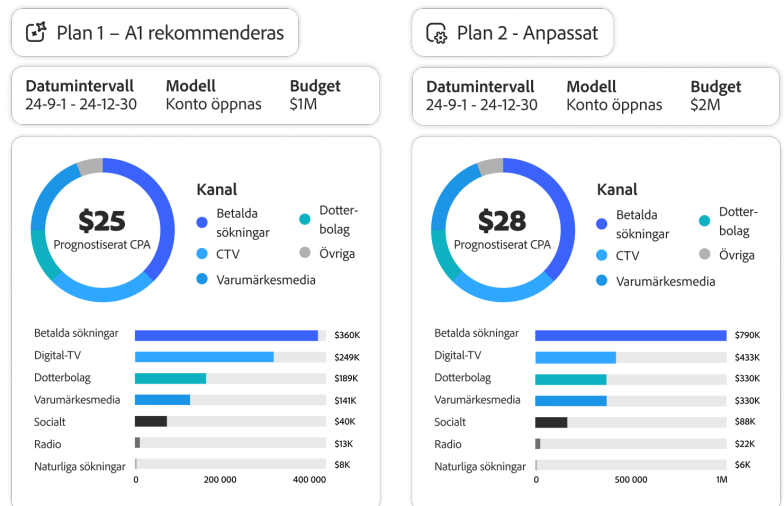 Plan 1 – A1 rekommenderas
Datumintervall Modell Budget
24-9-1 - 24-12-30 Konto öppnas $1M
$25
Prognostiserat CPA
Kanal
Betalda sökningar
Dotter-
bolag
CTV
Övriga
Varumärkesmedia
Betalda sökningar $360K
Digital-TV $249K
Dotterbolag $189K
Varumärkesmedia $141K
Socialt $40K
Radio $13K
Naturliga sökningar $8K
0 200 000 400 000
Plan 2 - Anpassat
Datumintervall Modell Budget
24-9-1 - 24-12-30 Konto öppnas $2M
$28
Prognostiserat CPA
Kanal
Betalda
sökningar
Dotter-
bolag
CTV
Övriga
Varumärkesmedia
Betalda sökningar $790K
Digital-TV $433K
Dotterbolag $330K
Varumärkesmedia $330K
Socialt $88K
Radio $22K
Naturliga sökningar $6K
0 500 000 1M